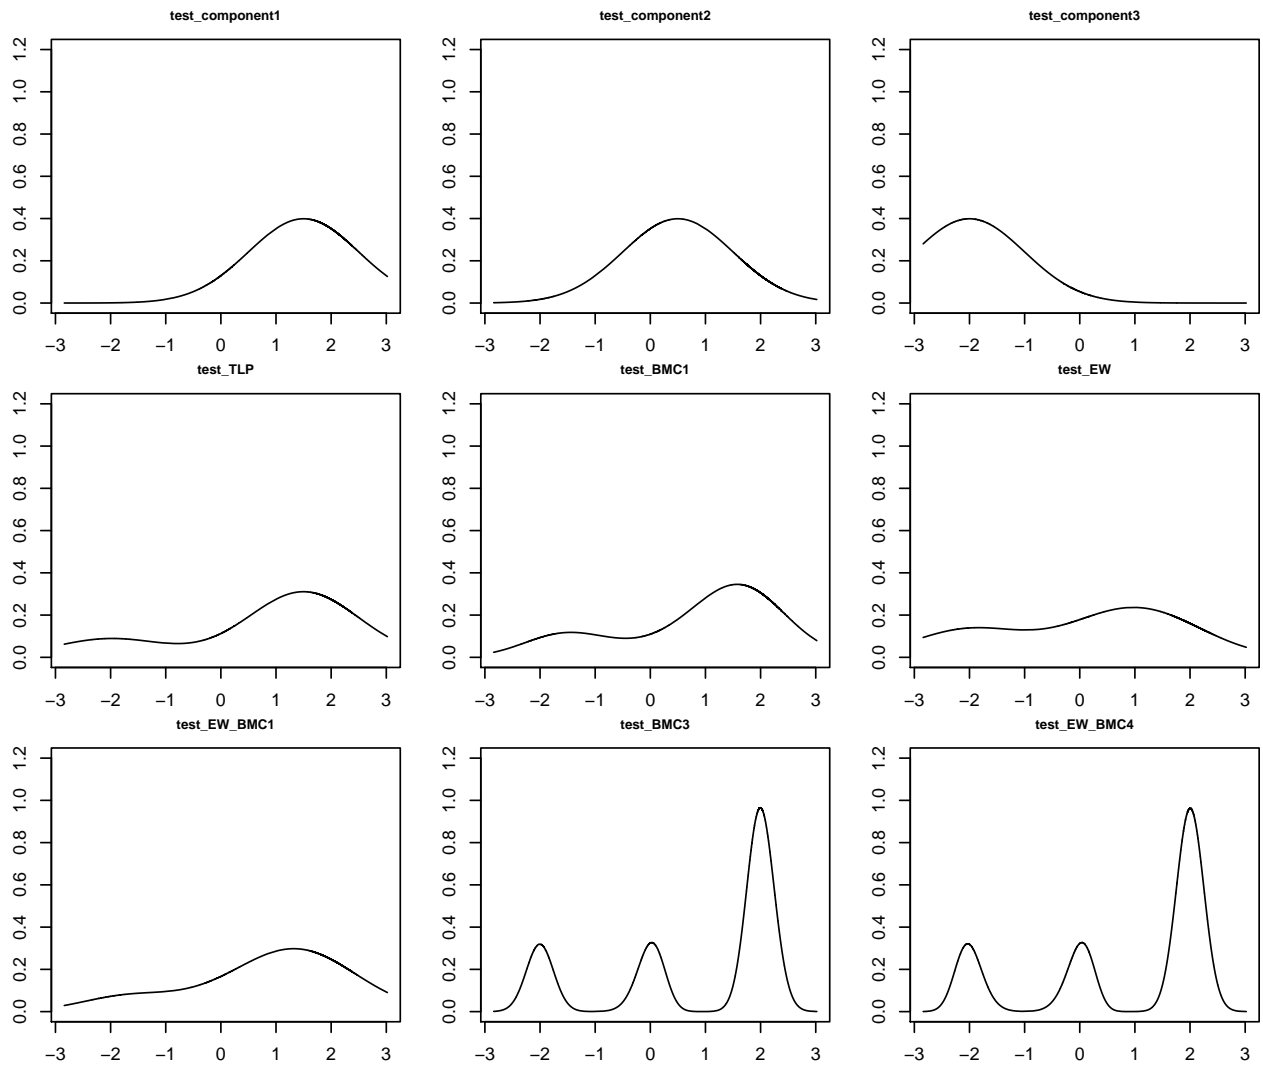 test_component1 test_component2 test_component3
1.2 1.2 1.2
1.0 1.0 1.0
0.8 0.8 0.8
0.6 0.6 0.6
0.4 0.4 0.4
0.2 0.2 0.2
0.0 0.0 0.0
−3 −2 −1 0 1 2 3 −3 −2 −1 0 1 2 3 −3 −2 −1 0 1 2 3
test_TLP test_BMC1 test_EW
1.2 1.2 1.2
1.0 1.0 1.0
0.8 0.8 0.8
0.6 0.6 0.6
0.4 0.4 0.4
0.2 0.2 0.2
0.0 0.0 0.0
−3 −2 −1 0 1 2 3 −3 −2 −1 0 1 2 3 −3 −2 −1 0 1 2 3
test_EW_BMC1 test_BMC3 test_EW_BMC4
1.2 1.2 1.2
1.0 1.0 1.0
0.8 0.8 0.8
0.6 0.6 0.6
0.4 0.4 0.4
0.2 0.2 0.2
0.0 0.0 0.0
−3 −2 −1 0 1 2 3 −3 −2 −1 0 1 2 3 −3 −2 −1 0 1 2 3